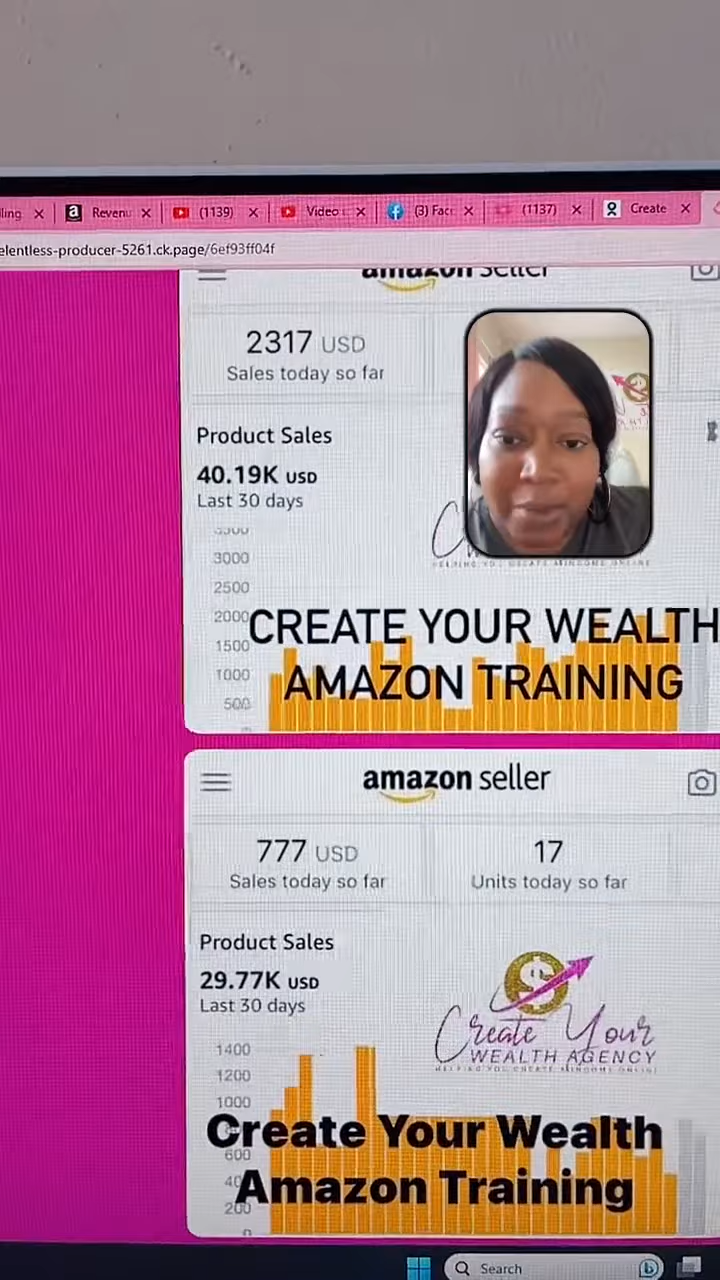 lling
Revenu
(1139)
Video
(3) Fac
(1137)
Create
elentless-producer-5261.ck.page/6ef93ff04f
amazon seller
2317 USD
Sales today so far
Product Sales
40.19K USD
Last 30 days
3500
3000
2500
2000
CREATE YOUR WEALTH
1500
1000
AMAZON TRAINING
500
amazon seller
777 USD
17
Sales today so far
Units today so far
Product Sales
29.77K USD
Last 30 days
Create Your
WEALTH AGENCY
1400
1200
1000
Create Your Wealth
600
Amazon Training
200
0
Search